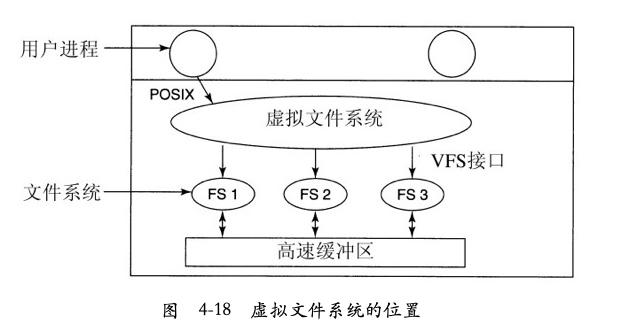 用户进程
POSIX
虚拟文件系统
VFS接口
文件系统
FS 1
FS 2
FS 3
高速缓冲区
图 4-18 虚拟文件系统的位置